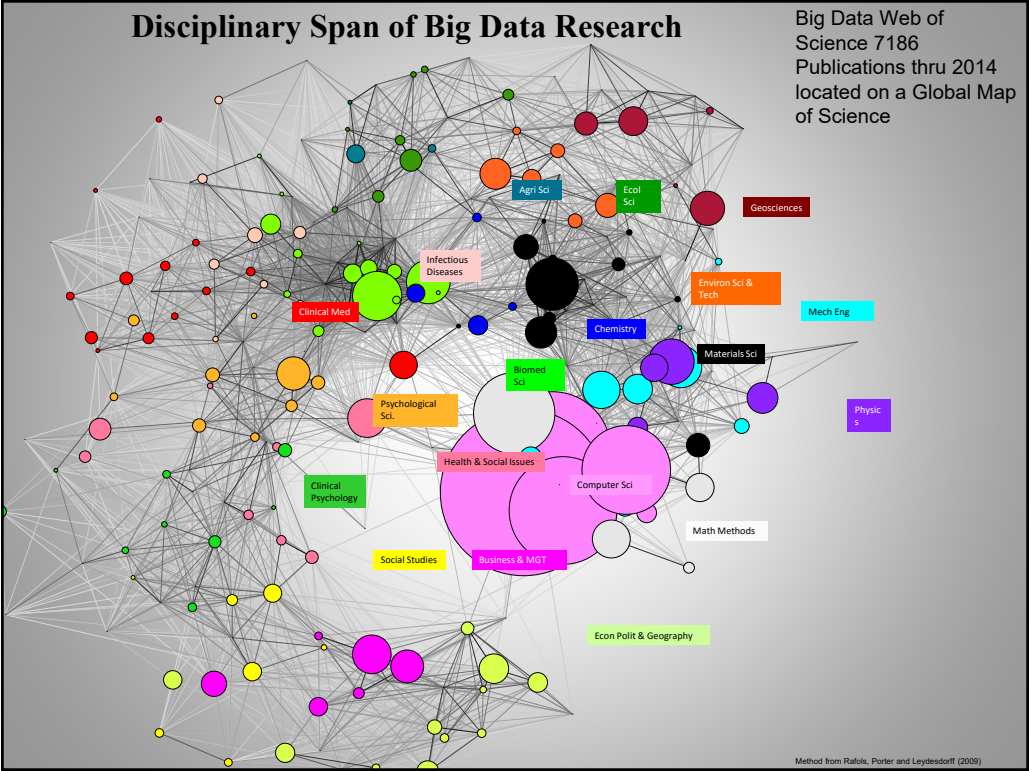 Disciplinary Span of Big Data Research
Big Data Web of
Science 7186
Publications thru 2014
located on a Global Map
of Science
Agri Sci
Ecol
Sci
Geosciences
Infectious
Diseases
Environ Sci &
Tech
Clinical Med
Mech Eng
Chemistry
Materials Sci
Biomed
Sci
Psychological
Sci.
Physic
s
Health & Social Issues
Computer Sci
Clinical
Psychology
Math Methods
Social Studies
Business & MGT
Econ Polit & Geography
Method from Rafols, Porter and Leydesdorff (2009)